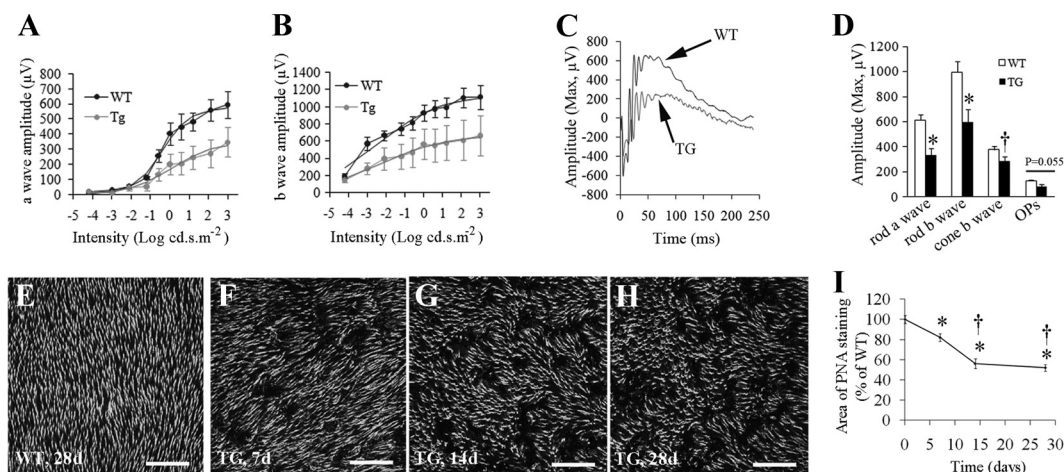 A
a wave amplitude (µV)
800
700
600
500
400
300
200
100
0
WT
Tg
-5 -4 -3 -2 -1 0 1 2 3
Intensity (Log cd.s.m-2)
B
b wave amplitude (µV)
1400
1200
1000
800
600
400
200
0
WT
Tg
-5 -4 -3 -2 -1 0 1 2 3
Intensity (Log cd.s.m-2)
C
Amplitude (Max, µV)
800
600
400
200
0
-200
-400
-600
-800
WT
TG
0 50 100 150 200 250
Time (ms)
D
Amplitude (Max, µV)
1200
1000
800
600
400
200
0
WT
TG
*
*
†
P=0.055
rod a wave
rod b wave
cone b wave
OPs
E
WT, 28d
F
TG, 7d
G
TG, 14d
H
TG, 28d
I
Area of PNA staining
(% of WT)
120
100
80
60
40
20
0
*
†
*
†
*
0 5 10 15 20 25 30
Time (days)